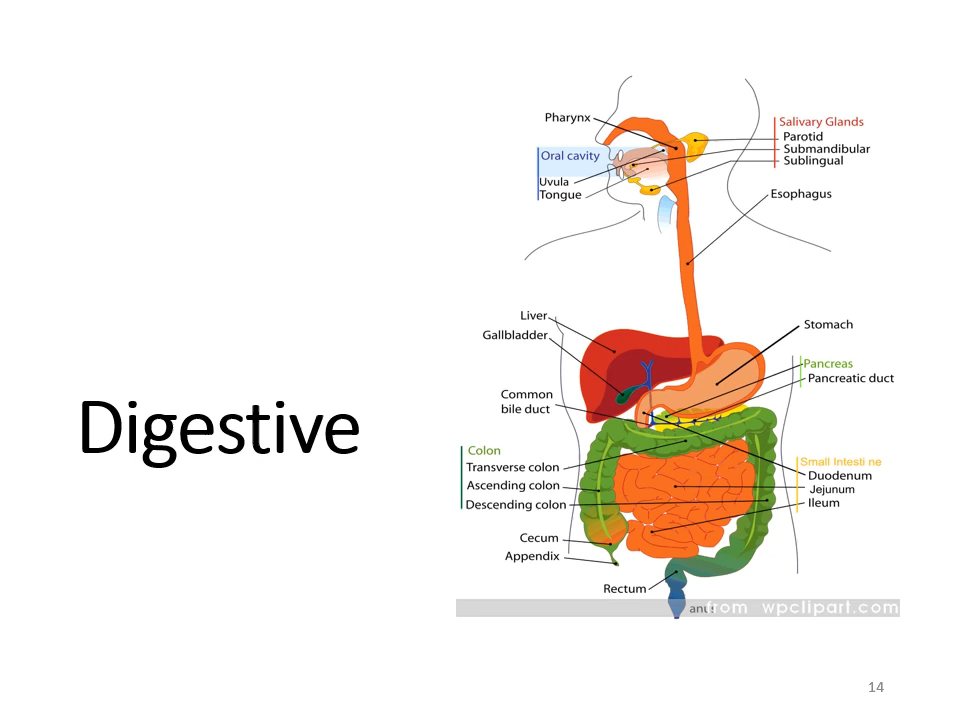 Digestive
Pharynx
Oral cavity
Uvula
Tongue
Salivary Glands
Parotid
Submandibular
Sublingual
Esophagus
Liver
Gallbladder
Common
bile duct
Stomach
Pancreas
Pancreatic duct
Colon
Transverse colon
Ascending colon
Descending colon
Cecum
Appendix
Small Intesti ne
Duodenum
Jejunum
Ileum
Rectum
anus
from wpclipart.com
14